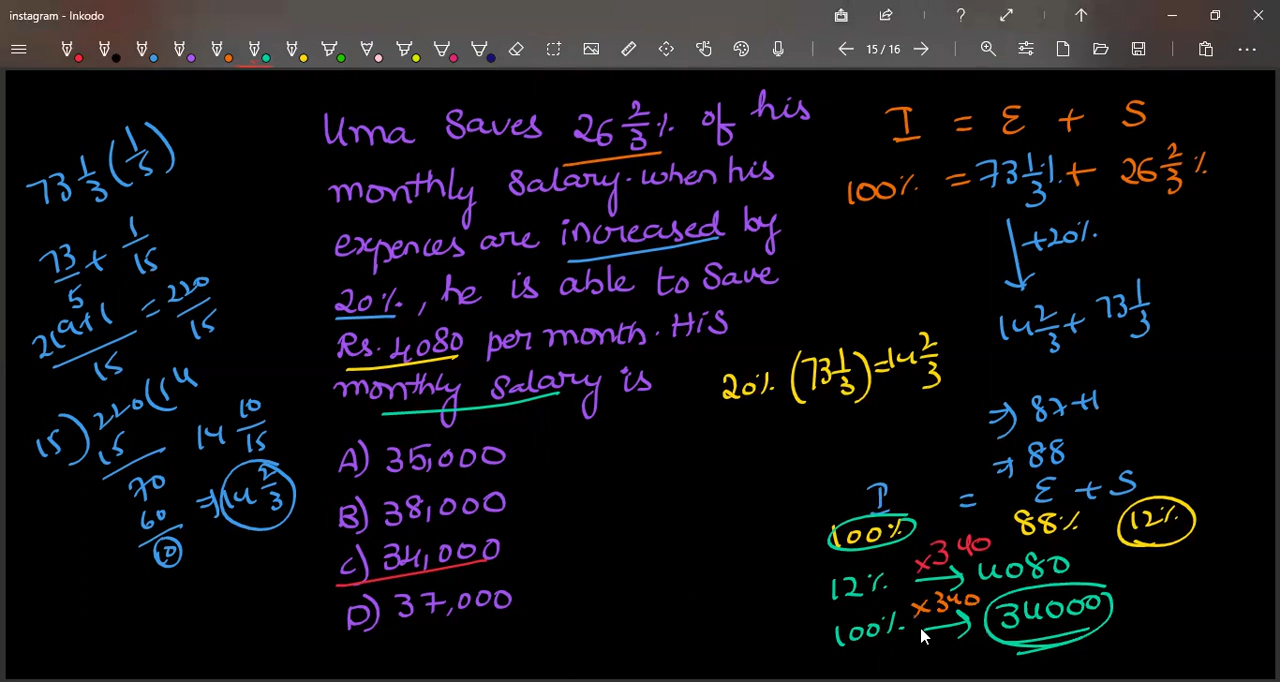 instagram - Inkodo
15 / 16
Uma Saves 26 2/3 % of his
monthly Salary. when his
expences are increased by
20%, he is able to Save
Rs. 4080 per month. His
monthly Salary is
A) 35,000
B) 38,000
C) 34,000
D) 37,000
73 1/3 (1/5)
73/5 + 1/15
219+1/15 = 220/15
15) 220 (14
15
70
60
10
14 10/15
⇒ 14 2/3
I = E + S
100% = 73 1/3 % + 26 2/3 %
+20%
14 2/3 + 73 1/3
20% (73 1/3) = 14 2/3
⇒ 87+1
⇒ 88
I = E + S
100% 88% 12%
12% ×340 → 4080
100% ×340 → 34000